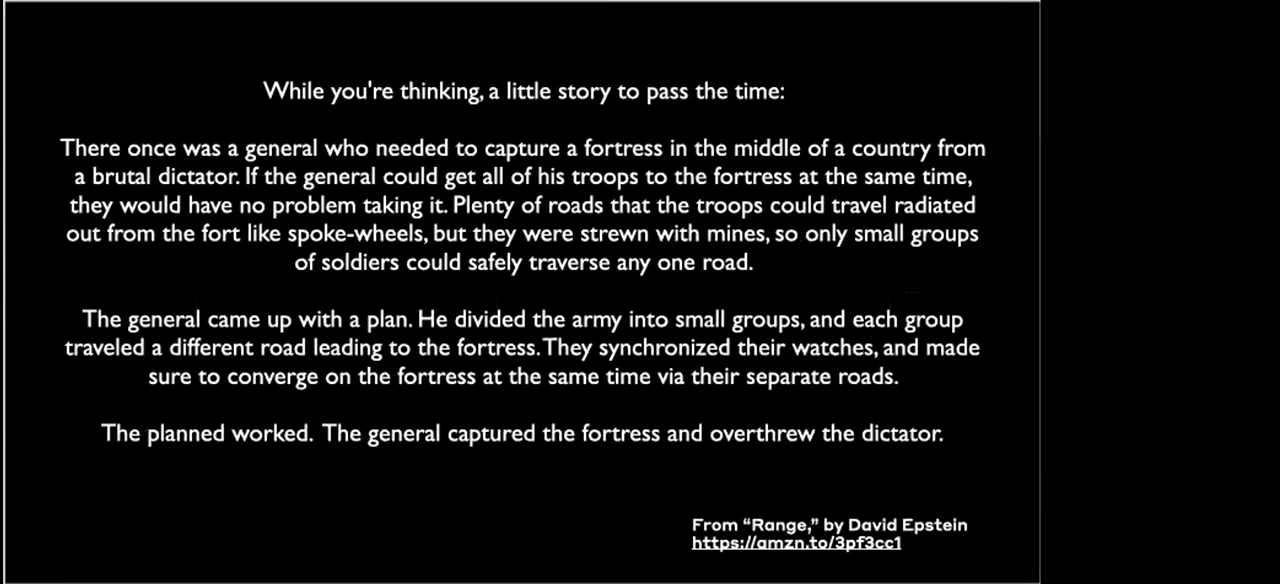 While you're thinking, a little story to pass the time:
There once was a general who needed to capture a fortress in the middle of a country from
a brutal dictator. If the general could get all of his troops to the fortress at the same time,
they would have no problem taking it. Plenty of roads that the troops could travel radiated
out from the fort like spoke-wheels, but they were strewn with mines, so only small groups
of soldiers could safely traverse any one road.
The general came up with a plan. He divided the army into small groups, and each group
traveled a different road leading to the fortress. They synchronized their watches, and made
sure to converge on the fortress at the same time via their separate roads.
The planned worked. The general captured the fortress and overthrew the dictator.
From “Range,” by David Epstein
https://amzn.to/3pf3cc1